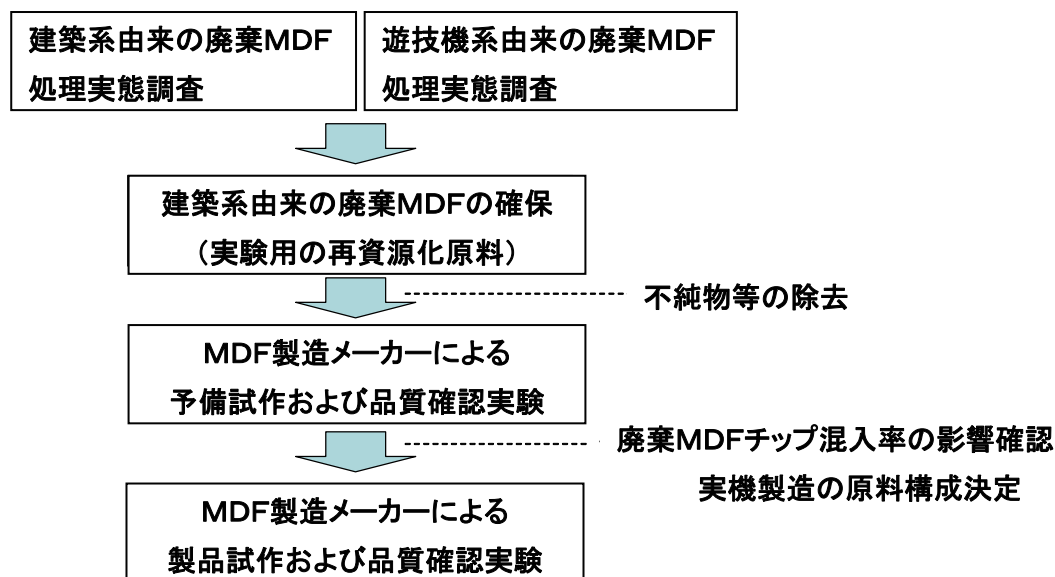 建築系由来の廃棄MDF
処理実態調査
遊技機系由来の廃棄MDF
処理実態調査
建築系由来の廃棄MDFの確保
（実験用の再資源化原料）
不純物等の除去
MDF製造メーカーによる
予備試作および品質確認実験
廃棄MDFチップ混入率の影響確認
実機製造の原料構成決定
MDF製造メーカーによる
製品試作および品質確認実験